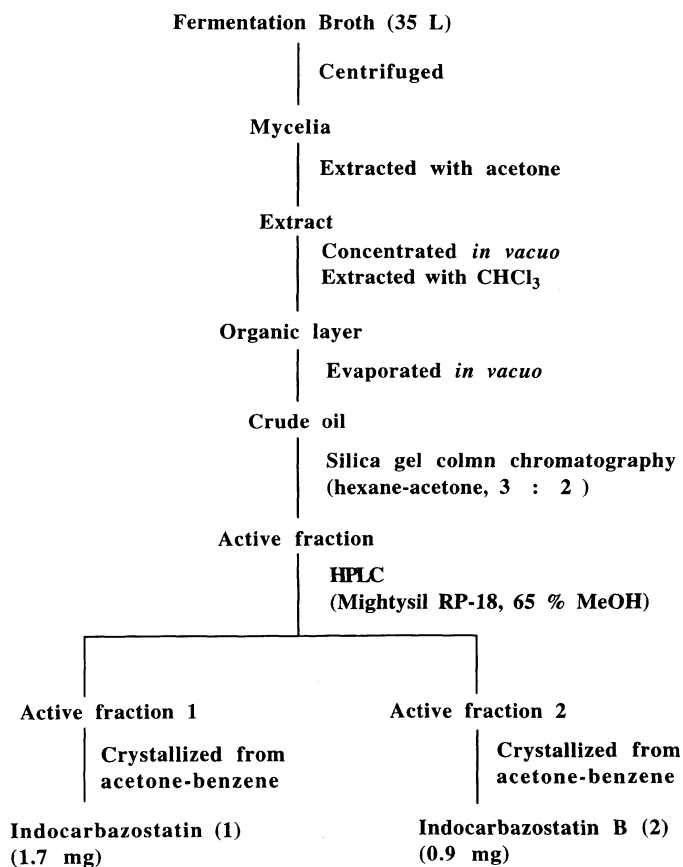 Fermentation Broth (35 L)
Centrifuged
Mycelia
Extracted with acetone
Extract
Concentrated in vacuo
Extracted with CHCl3
Organic layer
Evaporated in vacuo
Crude oil
Silica gel colmn chromatography
(hexane-acetone, 3 : 2 )
Active fraction
HPLC
(Mightysil RP-18, 65 % MeOH)
Active fraction 1
Crystallized from
acetone-benzene
Indocarbazostatin (1)
(1.7 mg)
Active fraction 2
Crystallized from
acetone-benzene
Indocarbazostatin B (2)
(0.9 mg)